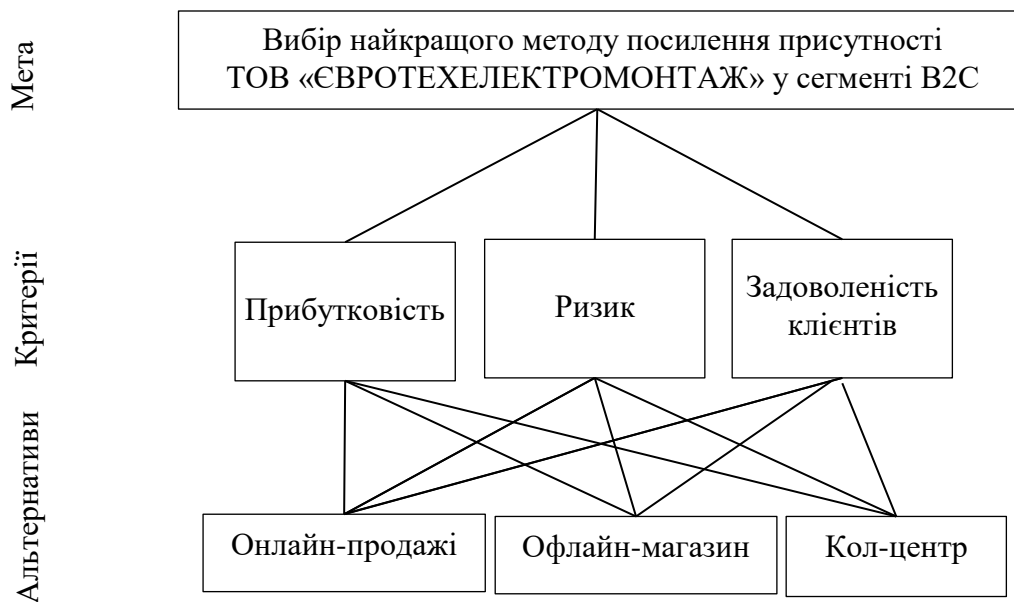 Мета
Вибір найкращого методу посилення присутності
ТОВ «ЄВРОТЕХЕЛЕКТРОМОНТАЖ» у сегменті B2C
Критерії
Прибутковість
Ризик
Задоволеність
клієнтів
Альтернативи
Онлайн-продажі
Офлайн-магазин
Кол-центр